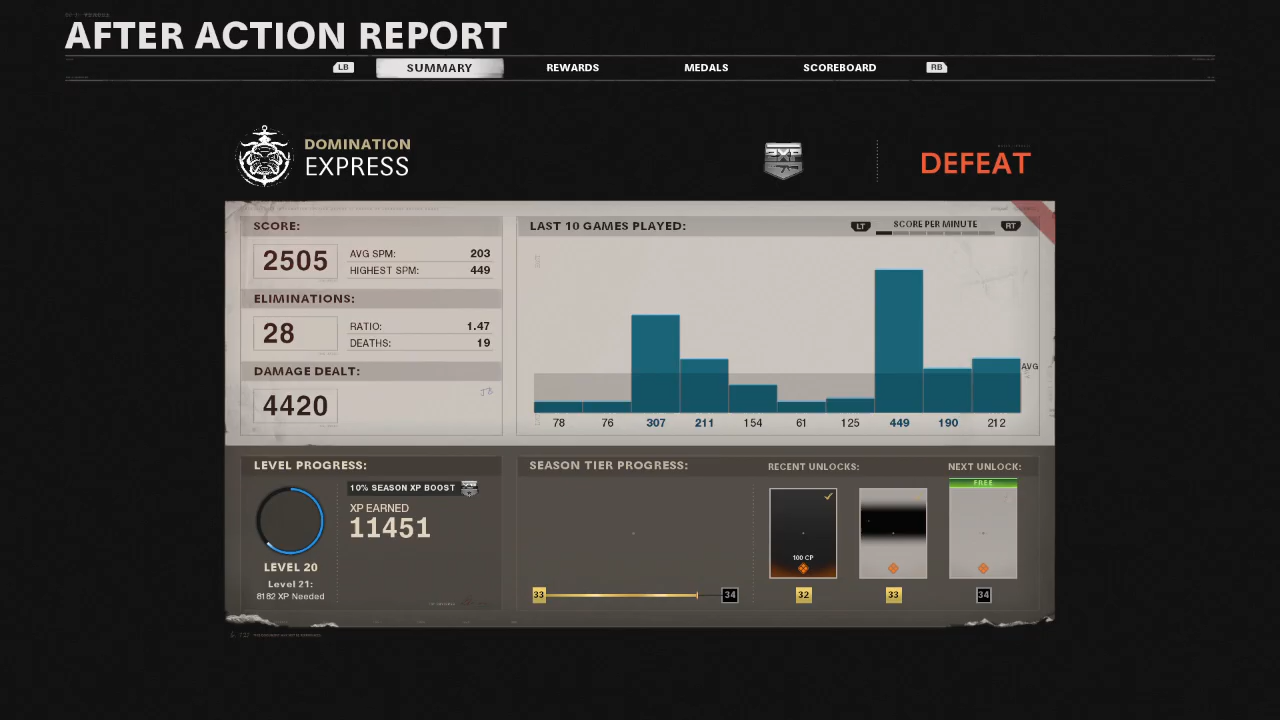 AFTER ACTION REPORT
LB
SUMMARY
REWARDS
MEDALS
SCOREBOARD
RB
DOMINATION
EXPRESS
2XP
DEFEAT
SCORE:
2505
AVG SPM: 203
HIGHEST SPM: 449
ELIMINATIONS:
28
RATIO: 1.47
DEATHS: 19
DAMAGE DEALT:
4420
LAST 10 GAMES PLAYED:
LT
SCORE PER MINUTE
RT
AVG
78 76 307 211 154 61 125 449 190 212
LEVEL PROGRESS:
LEVEL 20
Level 21:
8182 XP Needed
10% SEASON XP BOOST
XP EARNED
11451
SEASON TIER PROGRESS:
33
34
RECENT UNLOCKS:
100 CP
32
33
NEXT UNLOCK:
FREE
34